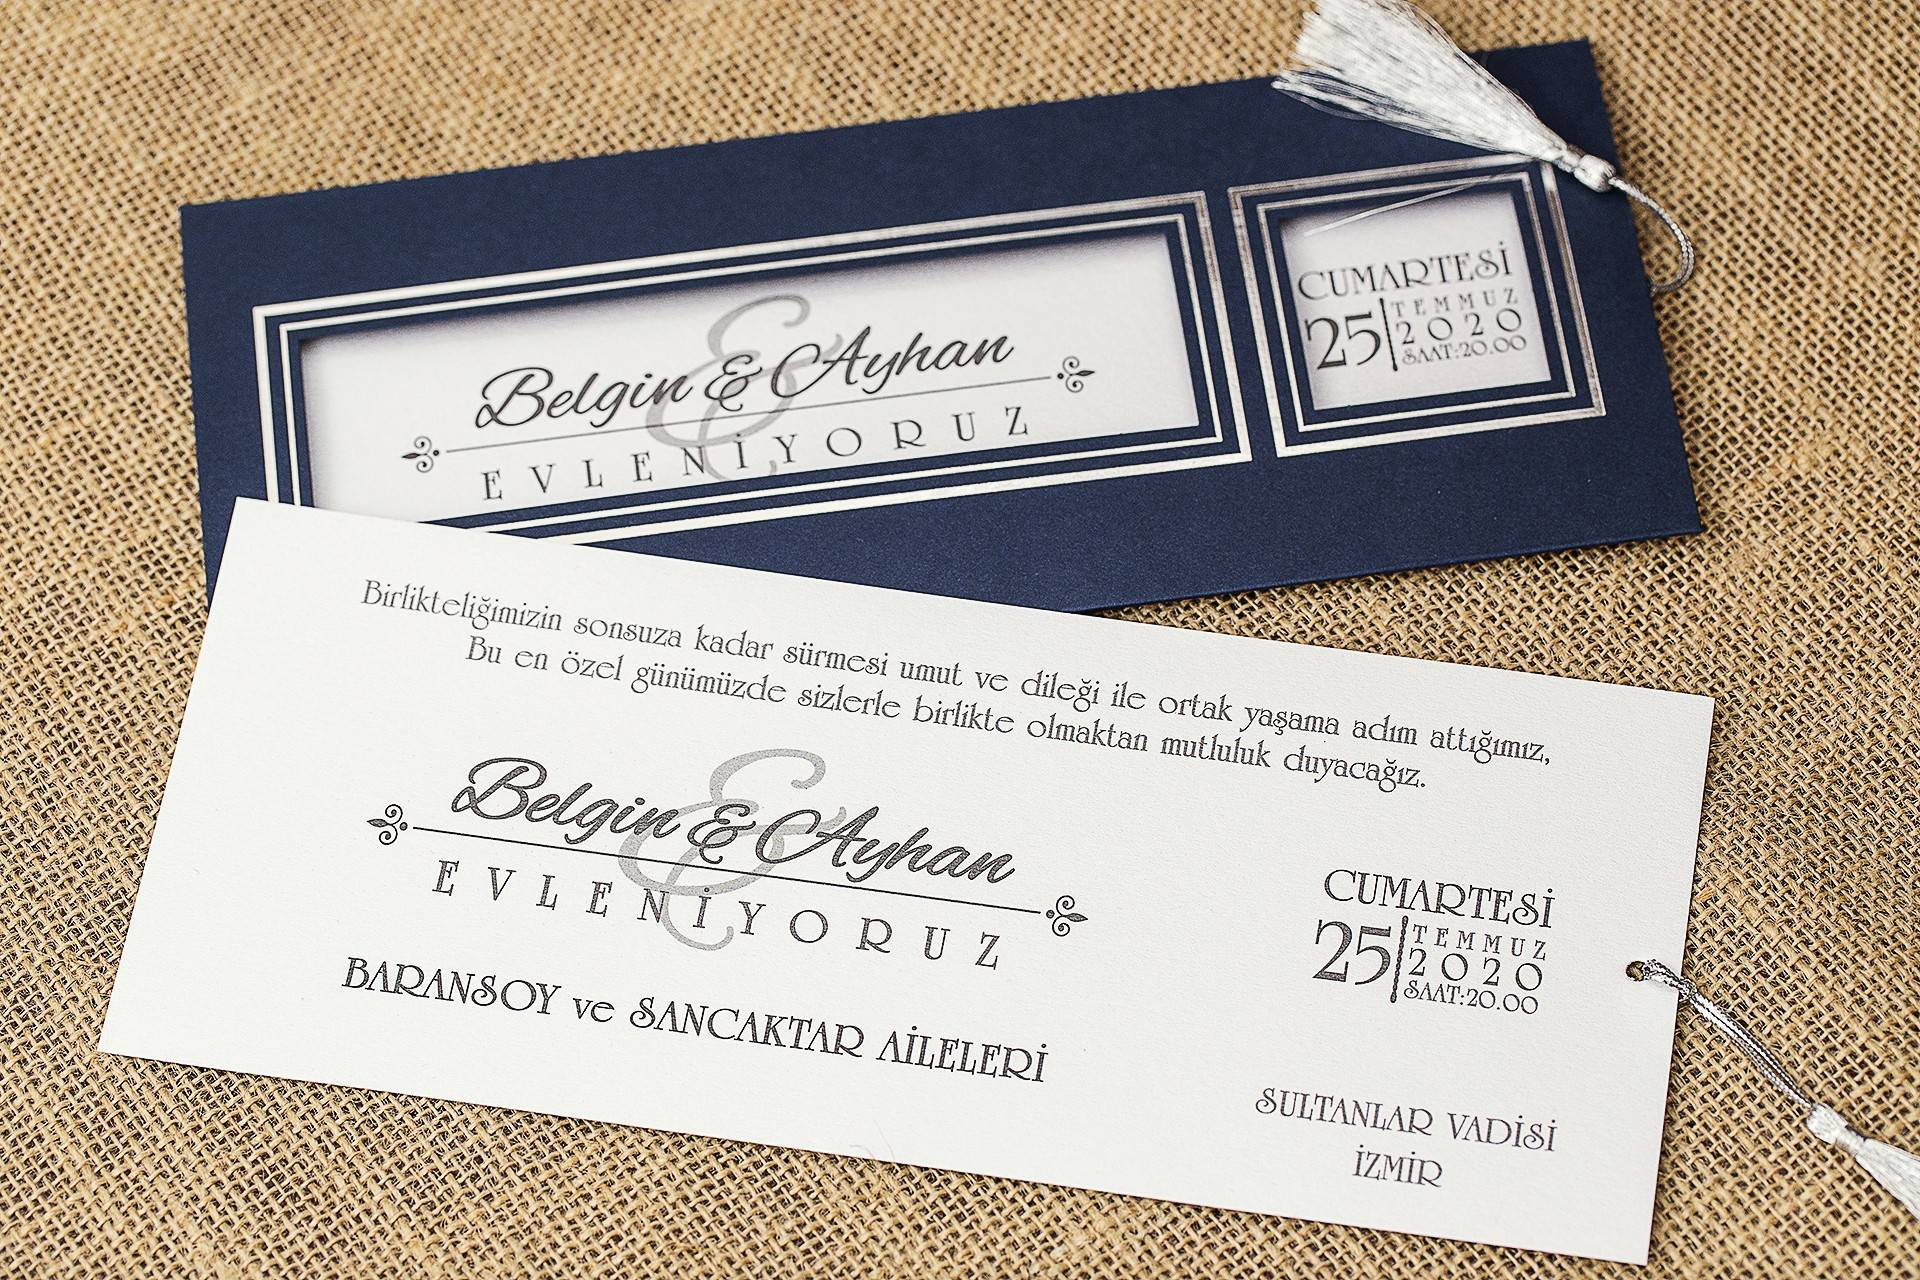 Belgin & Ayhan
EVLENİYORUZ
CUMARTESİ
25 TEMMUZ
2020
SAAT:20.00
Birlikteliğimizin sonsuza kadar sürmesi umut ve dileği ile ortak yaşama adım attığımız,
Bu en özel günümüzde sizlerle birlikte olmaktan mutluluk duyacağız.
&
Belgin & Ayhan
EVLENİYORUZ
BARANSOY ve SANCAKTAR AİLELERİ
CUMARTESİ
25 TEMMUZ
2020
SAAT:20.00
SULTANLAR VADİSİ
İZMİR